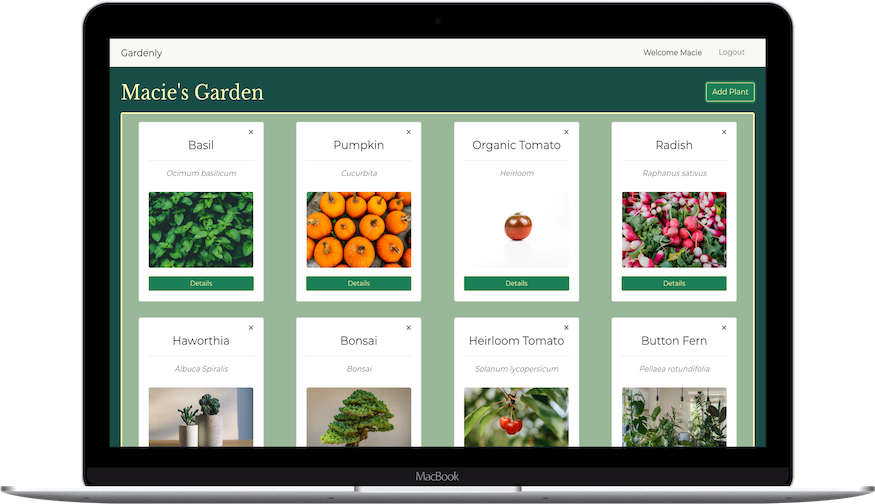 Gardenly
Welcome Macie
Logout
Macie's Garden
Add Plant
×
×
×
×
Basil
Pumpkin
Organic Tomato
Radish
Ocimum basilicum
Cucurbita
Heirloom
Raphanus sativus
Details
Details
Details
Details
×
×
×
×
Haworthia
Bonsai
Heirloom Tomato
Button Fern
Albuca Spiralis
Bonsai
Solanum lycopersicum
Pellaea rotundifolia
MacBook